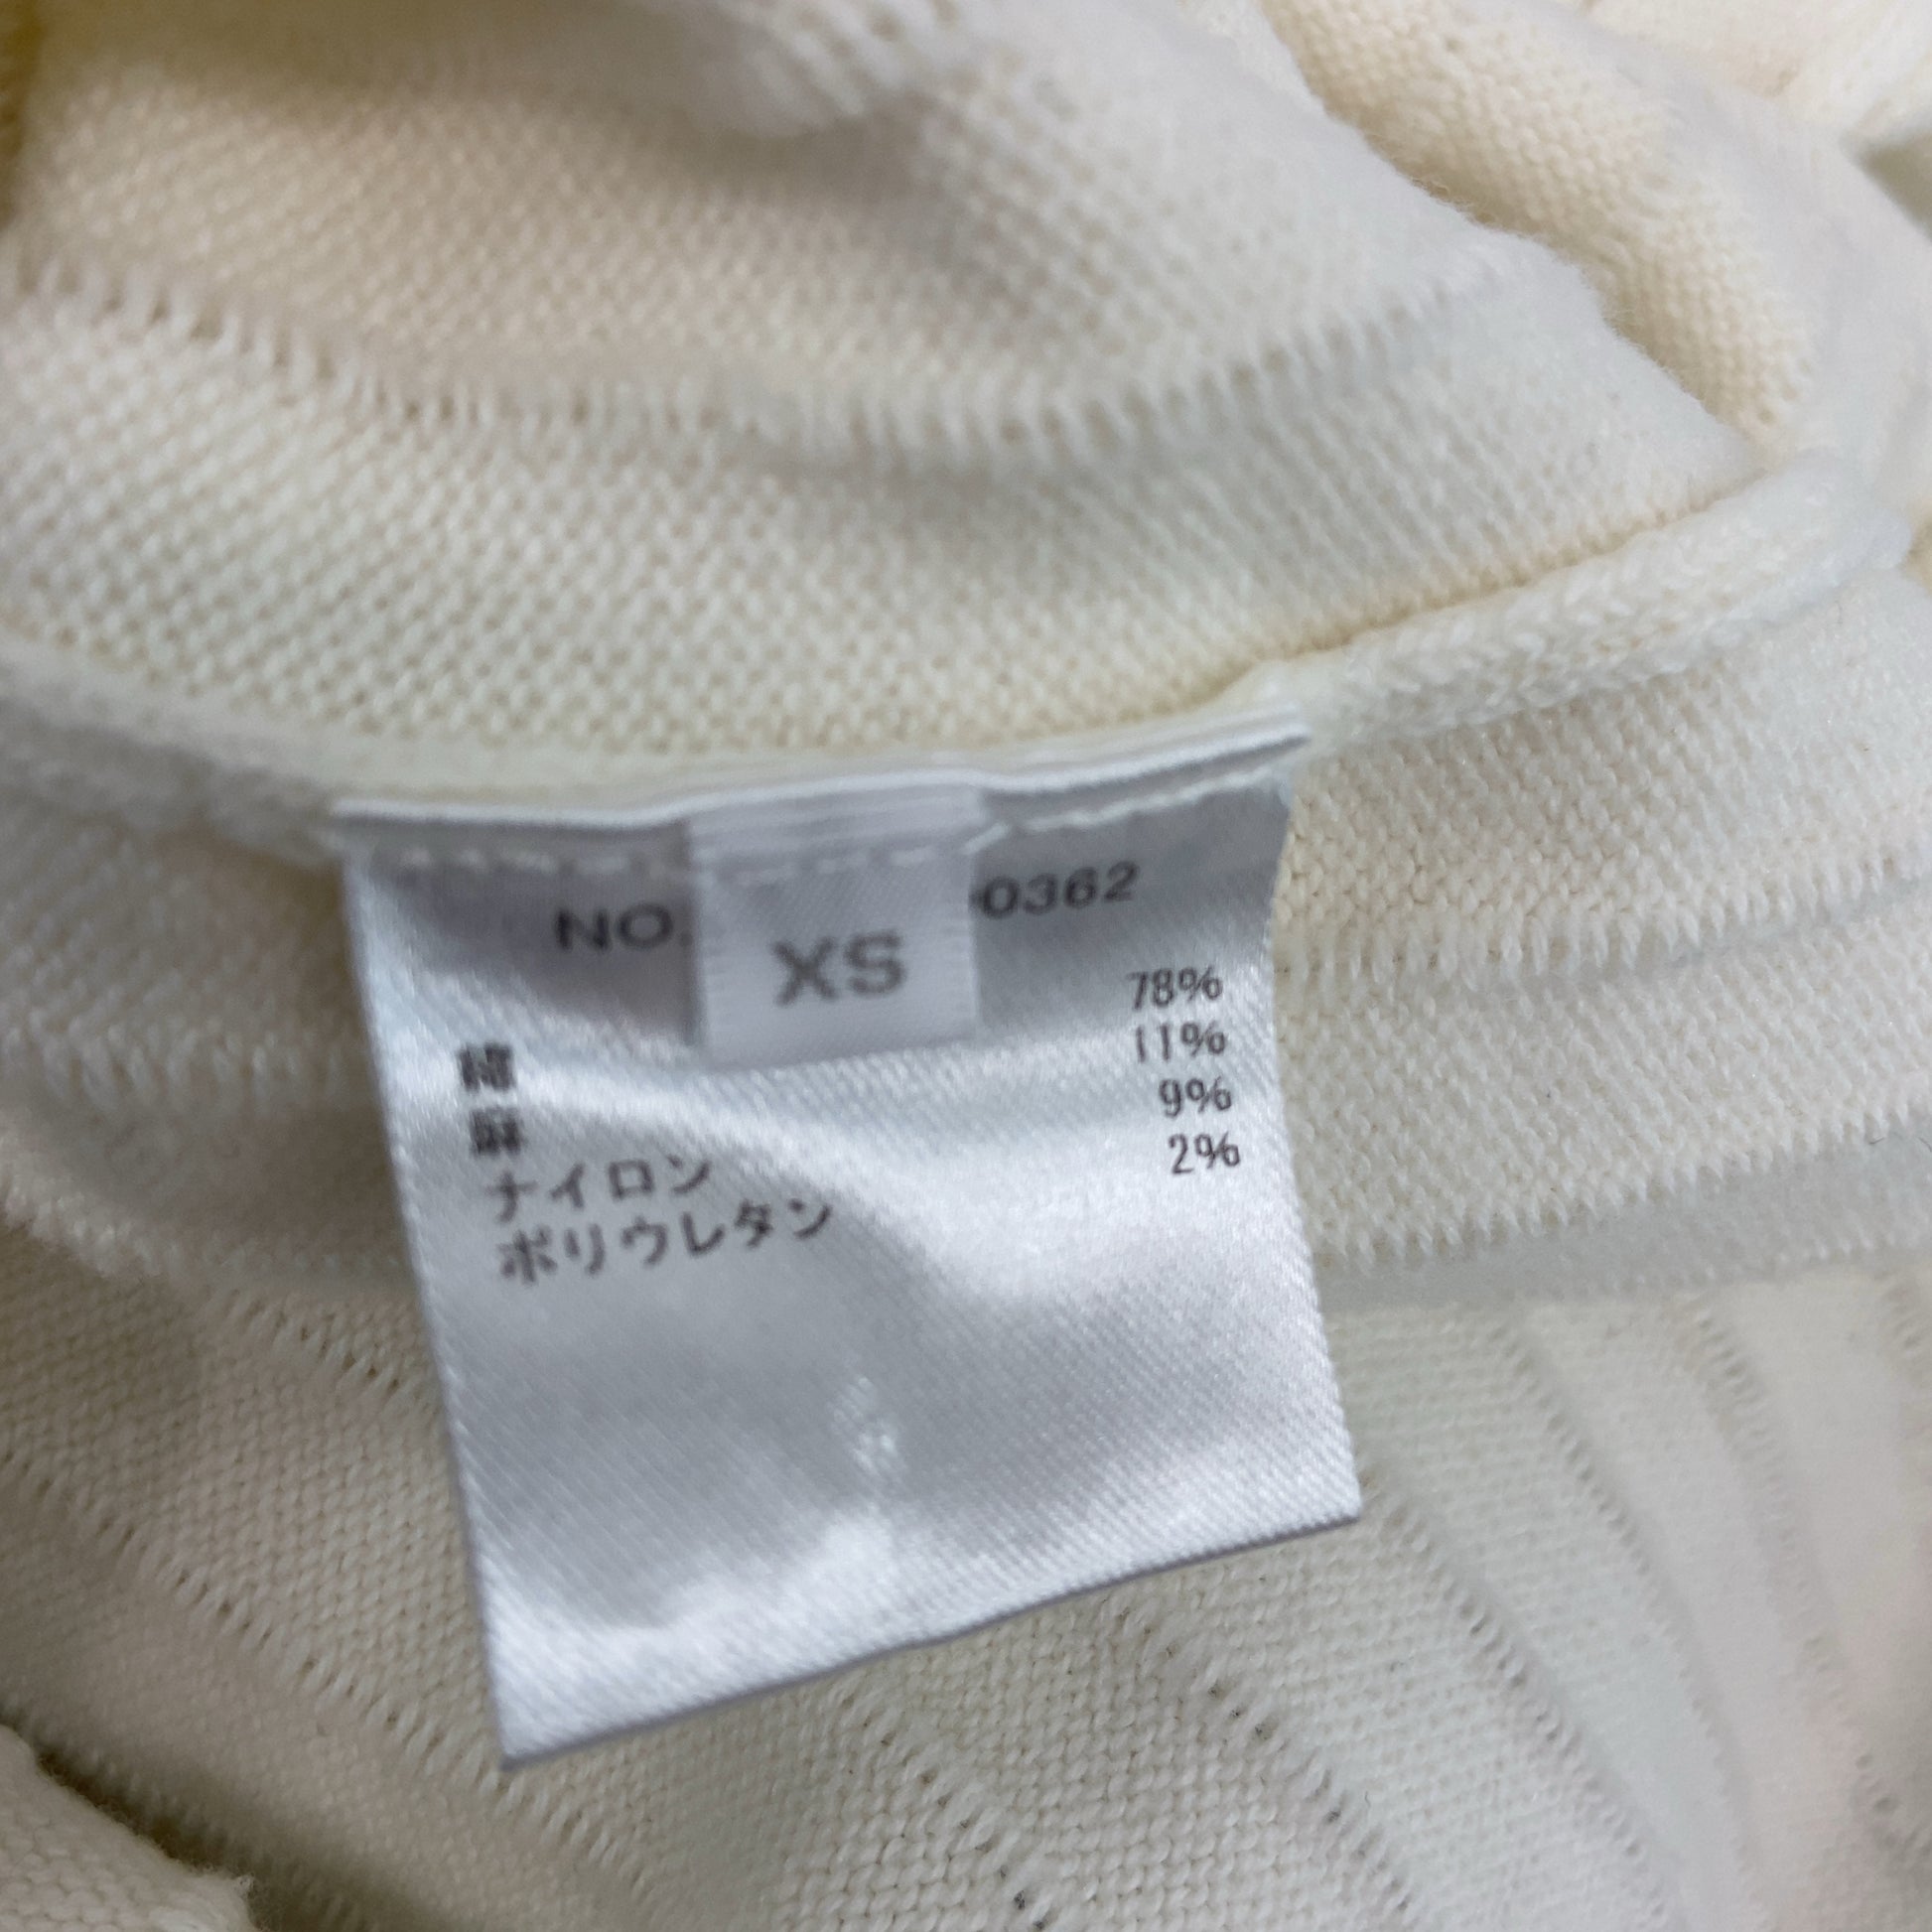 NO. 0362
XS
綿 78%
麻 11%
ナイロン 9%
ポリウレタン 2%